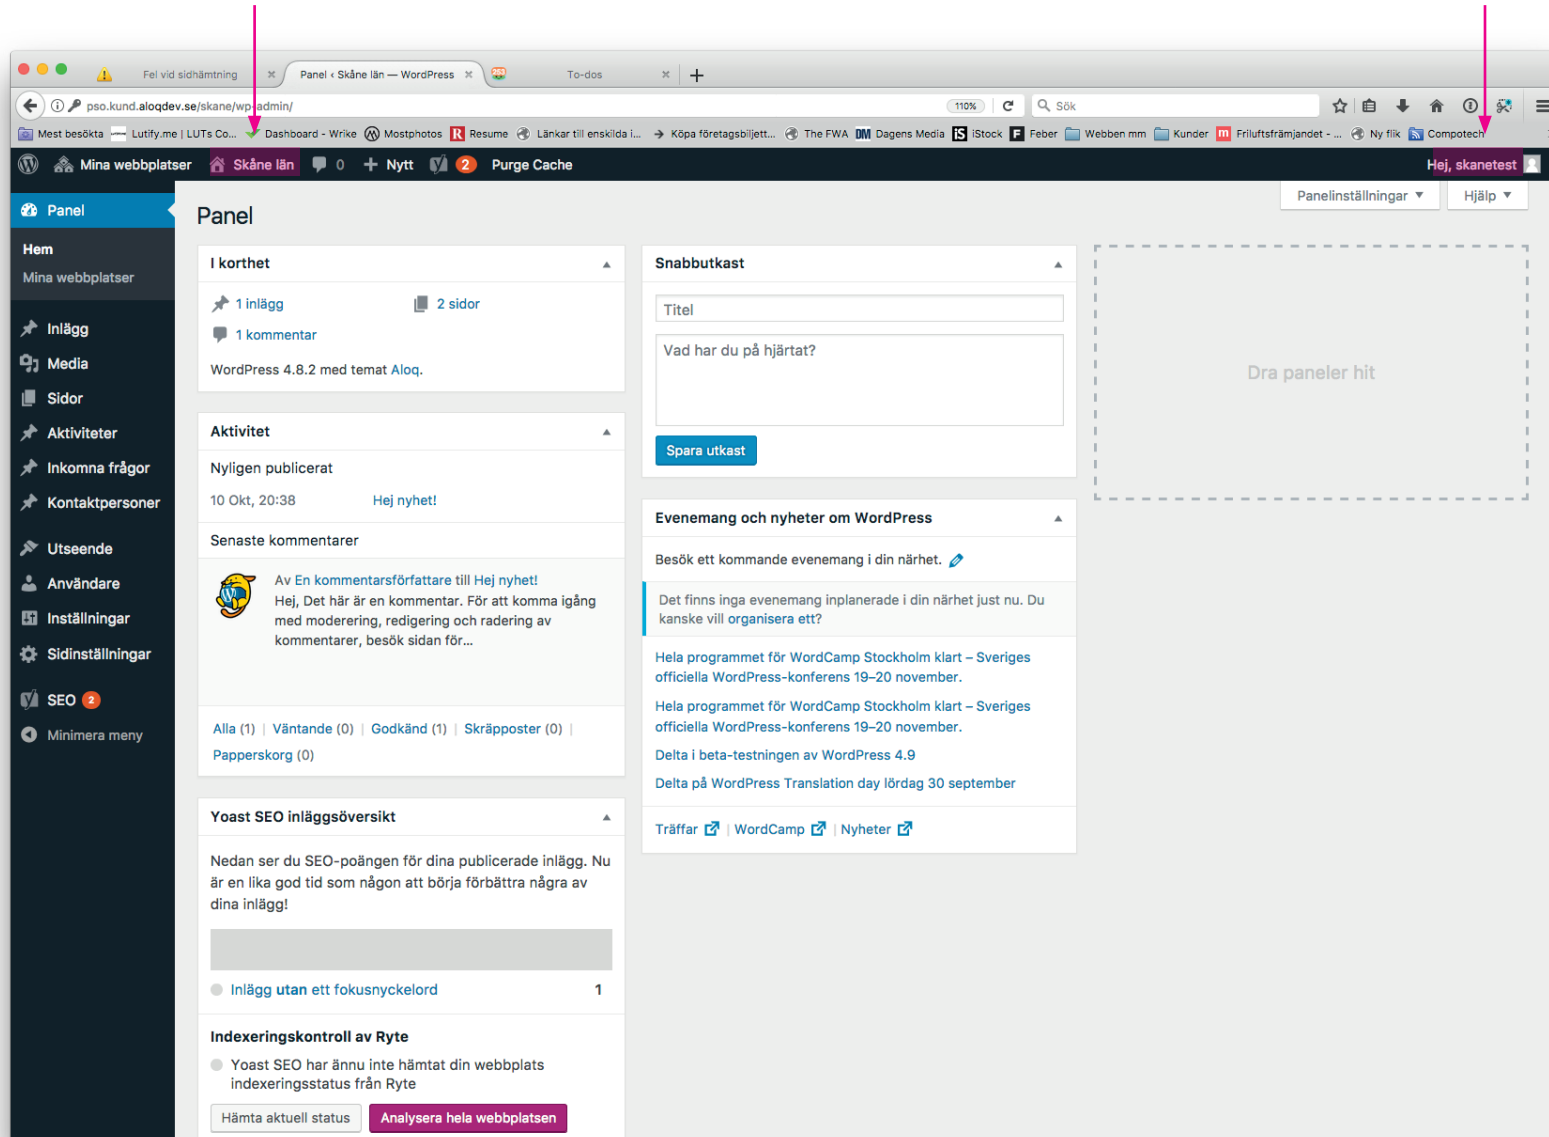 Fel vid sidhämtning
Panel ‹ Skåne län — WordPress
To-dos
pso.kund.aloqdev.se/skane/wp-admin/
110%
Sök
Mest besökta
Lutify.me | LUTs Co...
Dashboard - Wrike
Mostphotos
Resume
Länkar till enskilda i...
Köpa företagsbiljett...
The FWA
DM Dagens Media
iS iStock
F Feber
Webben mm
Kunder
m Friluftsfrämjandet - ...
Ny flik
Compotech
Mina webbplatser
Skåne län
0
Nytt
2
Purge Cache
Hej, skanetest
Panel
Hem
Mina webbplatser
Inlägg
Media
Sidor
Aktiviteter
Inkomna frågor
Kontaktpersoner
Utseende
Användare
Inställningar
Sidinställningar
SEO 2
Minimera meny
Panelinställningar
Hjälp
Panel
I korthet
1 inlägg
2 sidor
1 kommentar
WordPress 4.8.2 med temat Aloq.
Aktivitet
Nyligen publicerat
10 Okt, 20:38
Hej nyhet!
Senaste kommentarer
Av En kommentarsförfattare till Hej nyhet!
Hej, Det här är en kommentar. För att komma igång
med moderering, redigering och radering av
kommentarer, besök sidan för...
Alla (1) | Väntande (0) | Godkänd (1) | Skräpposter (0) |
Papperskorg (0)
Yoast SEO inläggsöversikt
Nedan ser du SEO-poängen för dina publicerade inlägg. Nu
är en lika god tid som någon att börja förbättra några av
dina inlägg!
Inlägg utan ett fokusnyckelord
1
Indexeringskontroll av Ryte
Yoast SEO har ännu inte hämtat din webbplats
indexeringsstatus från Ryte
Hämta aktuell status
Analysera hela webbplatsen
Snabbutkast
Titel
Vad har du på hjärtat?
Spara utkast
Evenemang och nyheter om WordPress
Besök ett kommande evenemang i din närhet.
Det finns inga evenemang inplanerade i din närhet just nu. Du
kanske vill organisera ett?
Hela programmet för WordCamp Stockholm klart – Sveriges
officiella WordPress-konferens 19–20 november.
Hela programmet för WordCamp Stockholm klart – Sveriges
officiella WordPress-konferens 19–20 november.
Delta i beta-testningen av WordPress 4.9
Delta på WordPress Translation day lördag 30 september
Träffar | WordCamp | Nyheter
Dra paneler hit